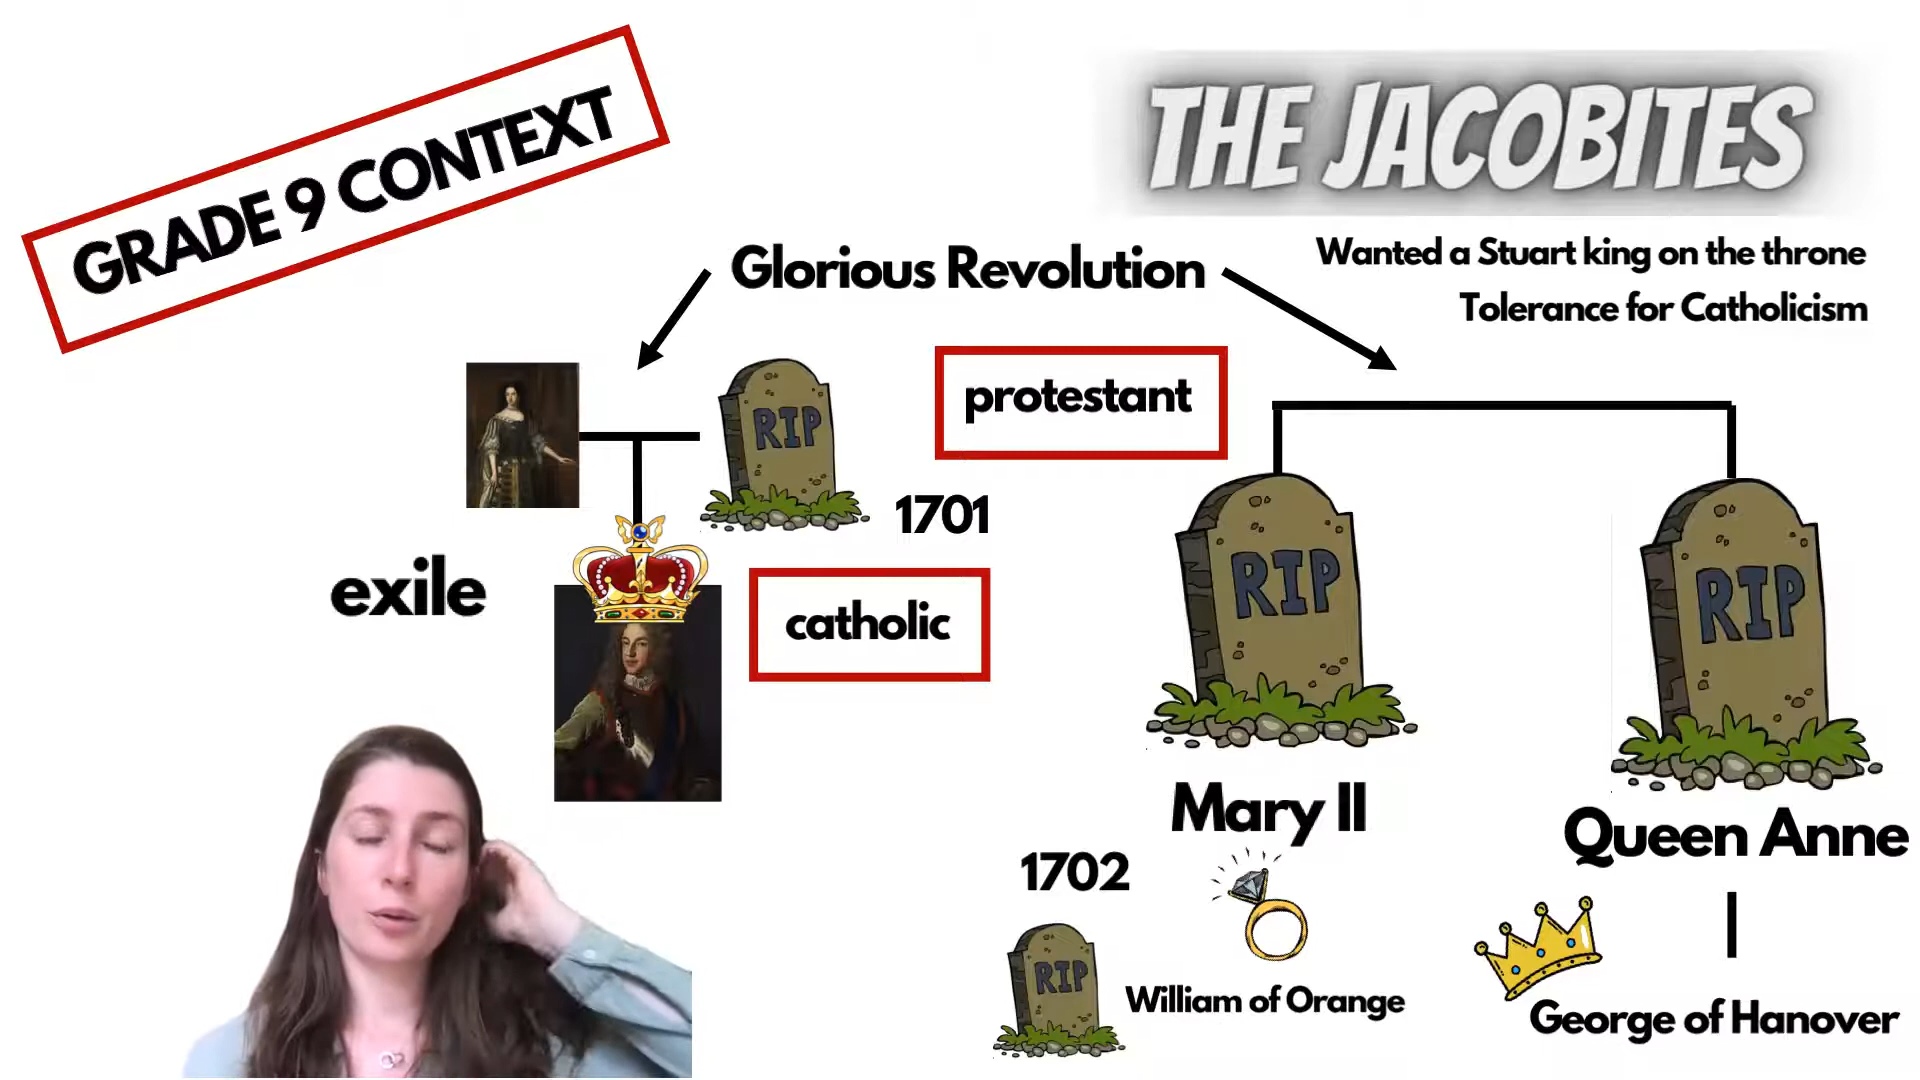 GRADE 9 CONTEXT
THE JACOBITES
Wanted a Stuart king on the throne
Tolerance for Catholicism
Glorious Revolution
protestant
RIP
1701
exile
catholic
RIP
RIP
Mary II
Queen Anne
1702
RIP
William of Orange
George of Hanover